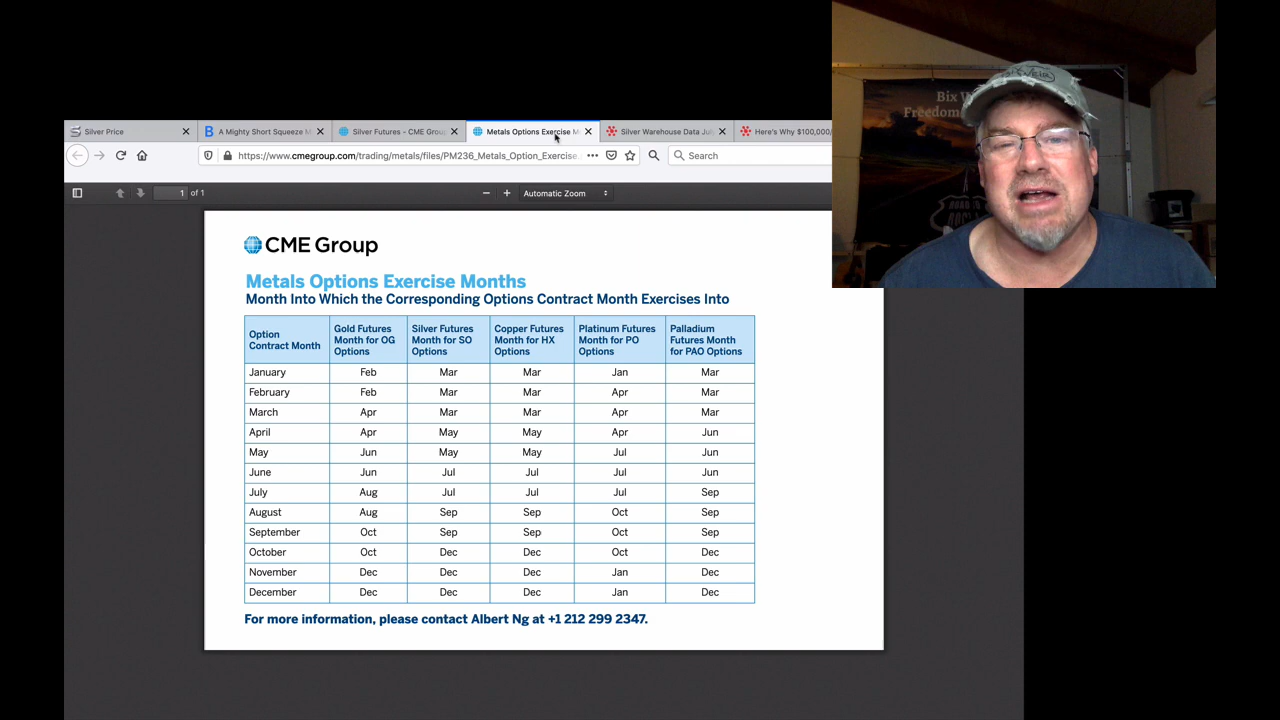 Silver Price
A Mighty Short Squeeze M
Silver Futures - CME Group
Metals Options Exercise M
Silver Warehouse Data July
Here's Why $100,000/
https://www.cmegroup.com/trading/metals/files/PM236_Metals_Option_Exercise
Search
1 of 1
Automatic Zoom
Bix W
Freedom
CME Group
Metals Options Exercise Months
Month Into Which the Corresponding Options Contract Month Exercises Into
Option Contract Month Gold Futures Month for OG Options Silver Futures Month for SO Options Copper Futures Month for HX Options Platinum Futures Month for PO Options Palladium Futures Month for PAO Options
January Feb Mar Mar Jan Mar
February Feb Mar Mar Apr Mar
March Apr Mar Mar Apr Mar
April Apr May May Apr Jun
May Jun May May Jul Jun
June Jun Jul Jul Jul Jun
July Aug Jul Jul Jul Sep
August Aug Sep Sep Oct Sep
September Oct Sep Sep Oct Sep
October Oct Dec Dec Oct Dec
November Dec Dec Dec Jan Dec
December Dec Dec Dec Jan Dec
For more information, please contact Albert Ng at +1 212 299 2347.